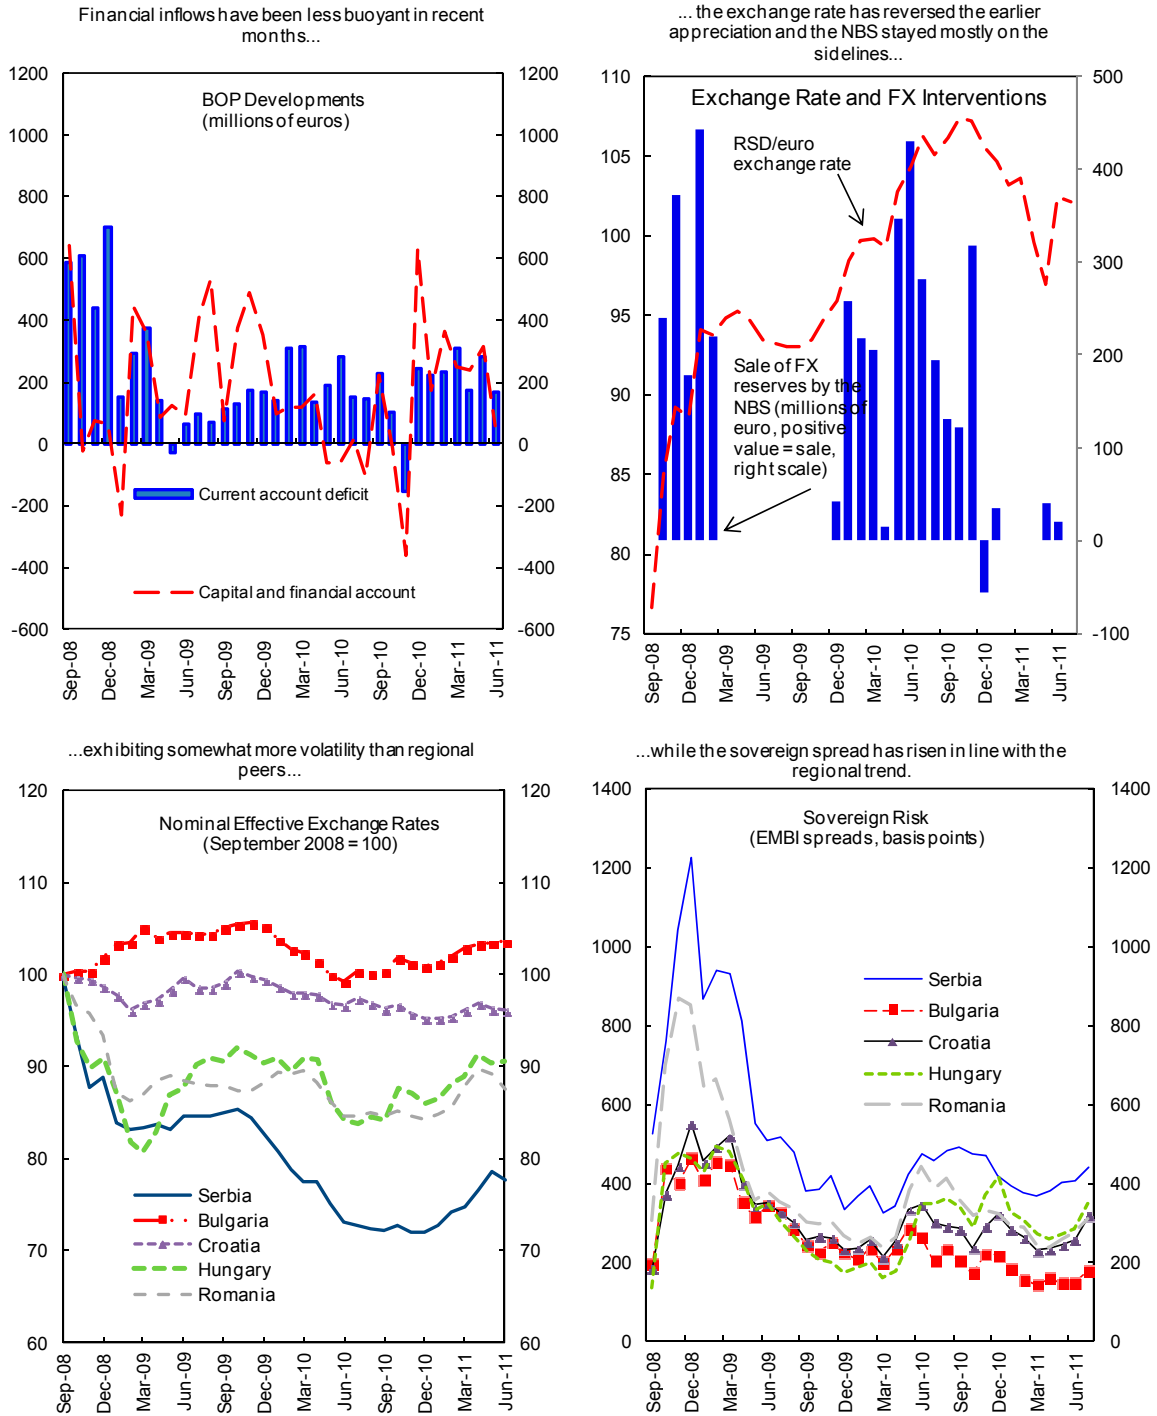 Financial inflows have been less buoyant in recent
months...
BOP Developments
(millions of euros)
1200
1000
800
600
400
200
0
-200
-400
-600
1200
1000
800
600
400
200
0
-200
-400
-600
Current account deficit
Capital and financial account
Sep-08
Dec-08
Mar-09
Jun-09
Sep-09
Dec-09
Mar-10
Jun-10
Sep-10
Dec-10
Mar-11
Jun-11
... the exchange rate has reversed the earlier
appreciation and the NBS stayed mostly on the
sidelines...
Exchange Rate and FX Interventions
110
105
100
95
90
85
80
75
500
400
300
200
100
0
-100
RSD/euro
exchange rate
Sale of FX
reserves by the
NBS (millions of
euro, positive
value = sale,
right scale)
Sep-08
Dec-08
Mar-09
Jun-09
Sep-09
Dec-09
Mar-10
Jun-10
Sep-10
Dec-10
Mar-11
Jun-11
...exhibiting somewhat more volatility than regional
peers...
Nominal Effective Exchange Rates
(September 2008 = 100)
120
110
100
90
80
70
60
120
110
100
90
80
70
60
Serbia
Bulgaria
Croatia
Hungary
Romania
Sep-08
Dec-08
Mar-09
Jun-09
Sep-09
Dec-09
Mar-10
Jun-10
Sep-10
Dec-10
Mar-11
Jun-11
...while the sovereign spread has risen in line with the
regional trend.
Sovereign Risk
(EMBI spreads, basis points)
1400
1200
1000
800
600
400
200
0
1400
1200
1000
800
600
400
200
0
Serbia
Bulgaria
Croatia
Hungary
Romania
Sep-08
Dec-08
Mar-09
Jun-09
Sep-09
Dec-09
Mar-10
Jun-10
Sep-10
Dec-10
Mar-11
Jun-11